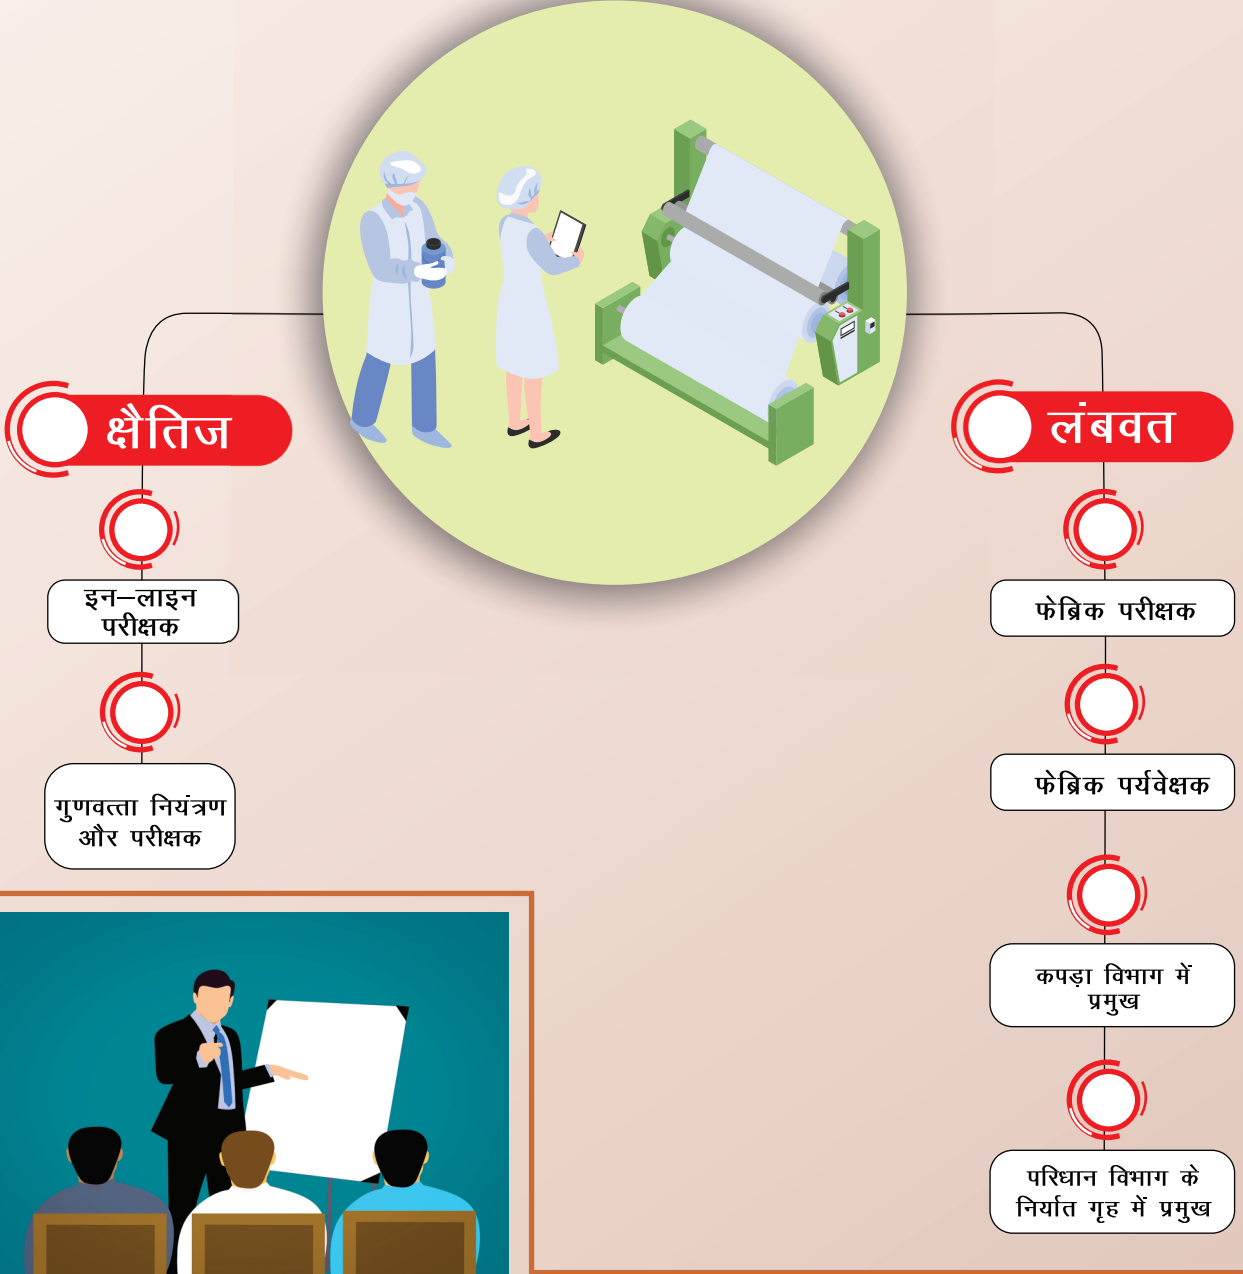 क्षैतिज
इन–लाइन
परीक्षक
गुणवत्ता नियंत्रण
और परीक्षक
लंबवत
फेब्रिक परीक्षक
फेब्रिक पर्यवेक्षक
कपड़ा विभाग में
प्रमुख
परिधान विभाग के
निर्यात गृह में प्रमुख